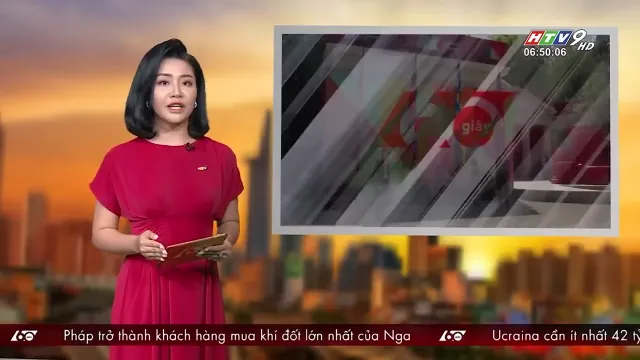 HTV9 HD
06:50:06
60 giây
Pháp trở thành khách hàng mua khí đốt lớn nhất của Nga
Ucraina cần ít nhất 42 tỷ